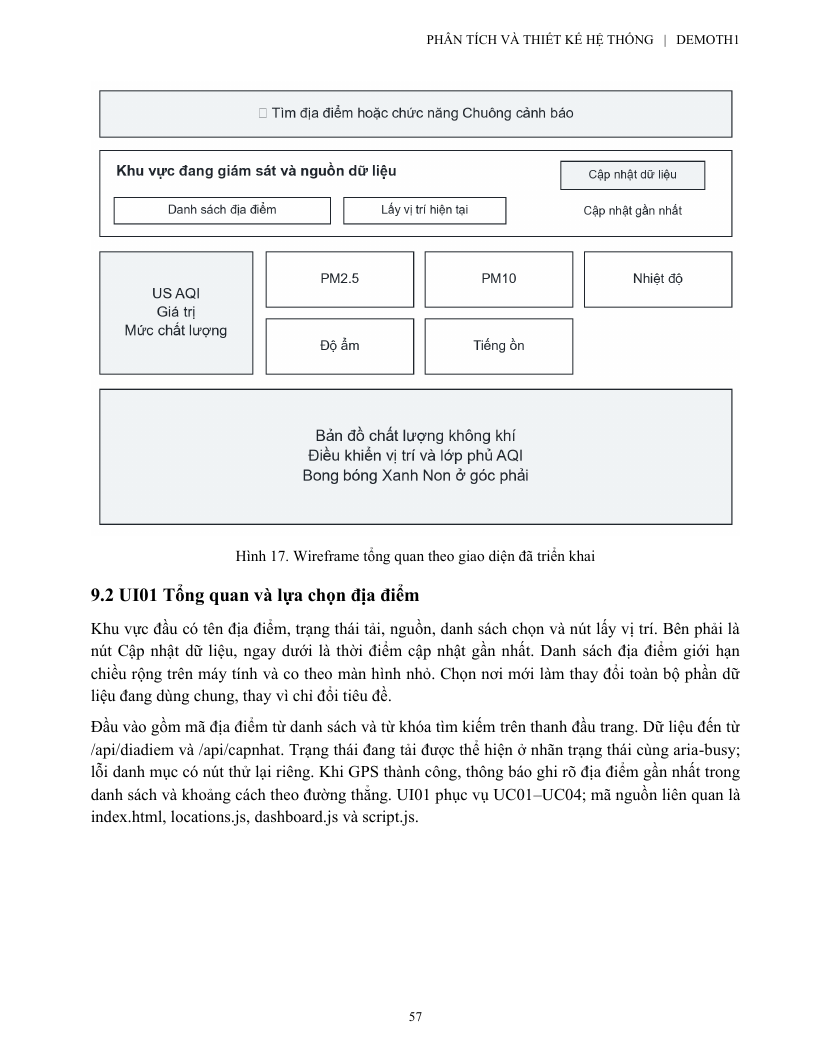 PHÂN TÍCH VÀ THIẾT KẾ HỆ THỐNG | DEMOTH1
Tìm địa điểm hoặc chức năng Chuông cảnh báo
Khu vực đang giám sát và nguồn dữ liệu
Cập nhật dữ liệu
Danh sách địa điểm
Lấy vị trí hiện tại
Cập nhật gần nhất
US AQI
Giá trị
Mức chất lượng
PM2.5
PM10
Nhiệt độ
Độ ẩm
Tiếng ồn
Bản đồ chất lượng không khí
Điều khiển vị trí và lớp phủ AQI
Bong bóng Xanh Non ở góc phải
Hình 17. Wireframe tổng quan theo giao diện đã triển khai
9.2 UI01 Tổng quan và lựa chọn địa điểm
Khu vực đầu có tên địa điểm, trạng thái tải, nguồn, danh sách chọn và nút lấy vị trí. Bên phải là
nút Cập nhật dữ liệu, ngay dưới là thời điểm cập nhật gần nhất. Danh sách địa điểm giới hạn
chiều rộng trên máy tính và co theo màn hình nhỏ. Chọn nơi mới làm thay đổi toàn bộ phần dữ
liệu đang dùng chung, thay vì chỉ đổi tiêu đề.
Đầu vào gồm mã địa điểm từ danh sách và từ khóa tìm kiếm trên thanh đầu trang. Dữ liệu đến từ
/api/diadiem và /api/capnhat. Trạng thái đang tải được thể hiện ở nhãn trạng thái cùng aria-busy;
lỗi danh mục có nút thử lại riêng. Khi GPS thành công, thông báo ghi rõ địa điểm gần nhất trong
danh sách và khoảng cách theo đường thẳng. UI01 phục vụ UC01–UC04; mã nguồn liên quan là
index.html, locations.js, dashboard.js và script.js.
57